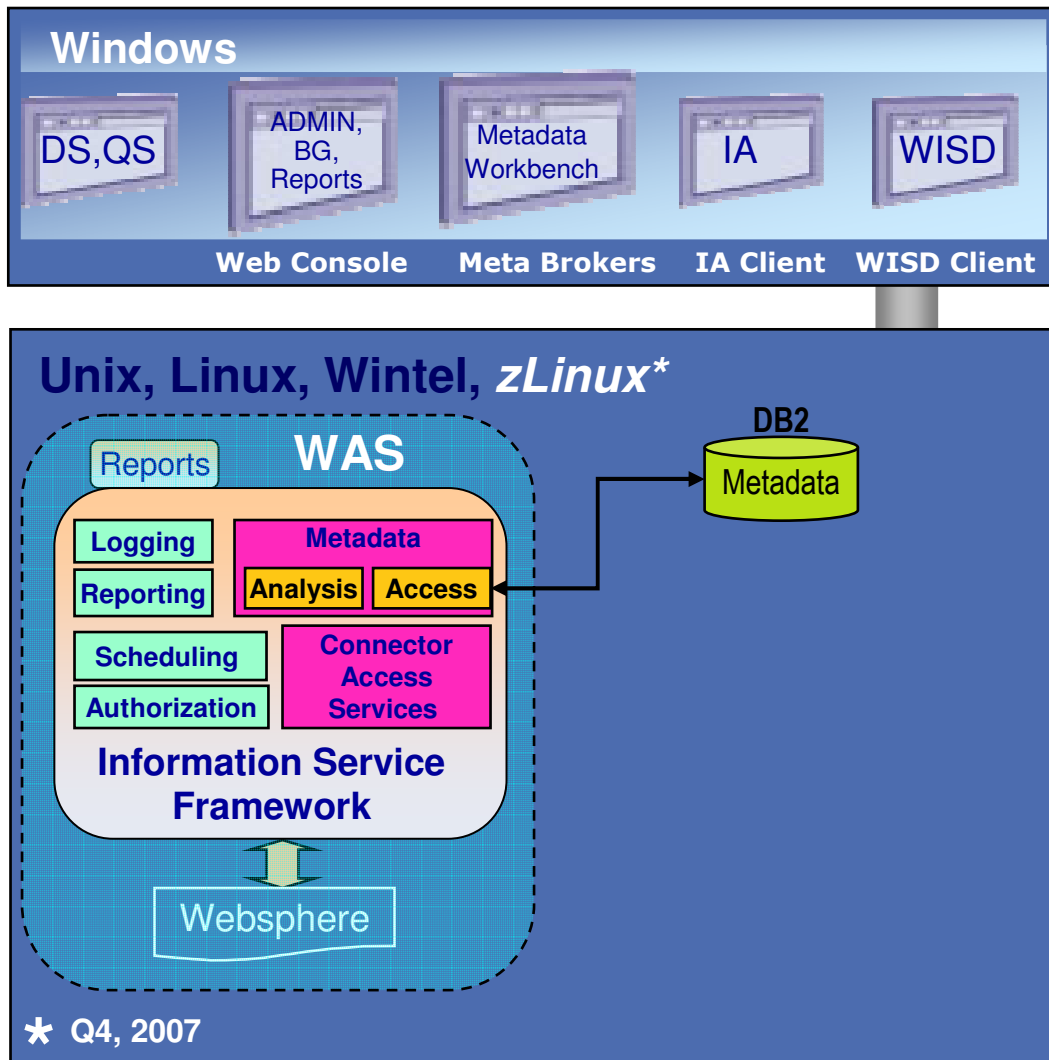 Windows
DS,QS
ADMIN,
BG,
Reports
Metadata
Workbench
IA
WISD
Web Console
Meta Brokers
IA Client
WISD Client
Unix, Linux, Wintel, zLinux*
Reports
WAS
DB2
Metadata
Logging
Reporting
Metadata
Analysis
Access
Scheduling
Authorization
Connector
Access
Services
Information Service
Framework
Websphere
* Q4, 2007